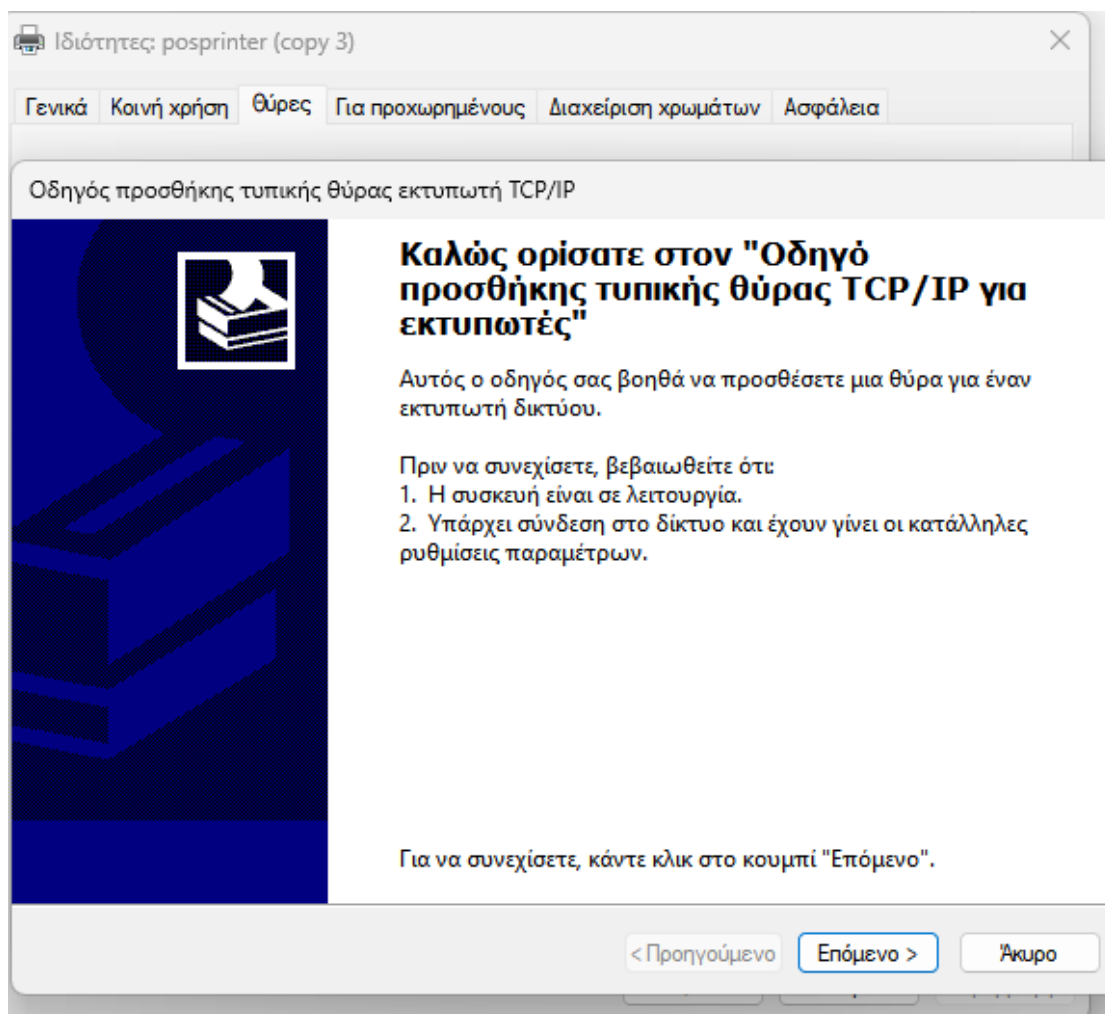 Ιδιότητες: posprinter (copy 3)
Γενικά Κοινή χρήση Θύρες Για προχωρημένους Διαχείριση χρωμάτων Ασφάλεια
Οδηγός προσθήκης τυπικής θύρας εκτυπωτή TCP/IP
Καλώς ορίσατε στον "Οδηγό
προσθήκης τυπικής θύρας TCP/IP για
εκτυπωτές"
Αυτός ο οδηγός σας βοηθά να προσθέσετε μια θύρα για έναν
εκτυπωτή δικτύου.
Πριν να συνεχίσετε, βεβαιωθείτε ότι:
1. Η συσκευή είναι σε λειτουργία.
2. Υπάρχει σύνδεση στο δίκτυο και έχουν γίνει οι κατάλληλες
ρυθμίσεις παραμέτρων.
Για να συνεχίσετε, κάντε κλικ στο κουμπί "Επόμενο".
< Προηγούμενο Επόμενο > Άκυρο